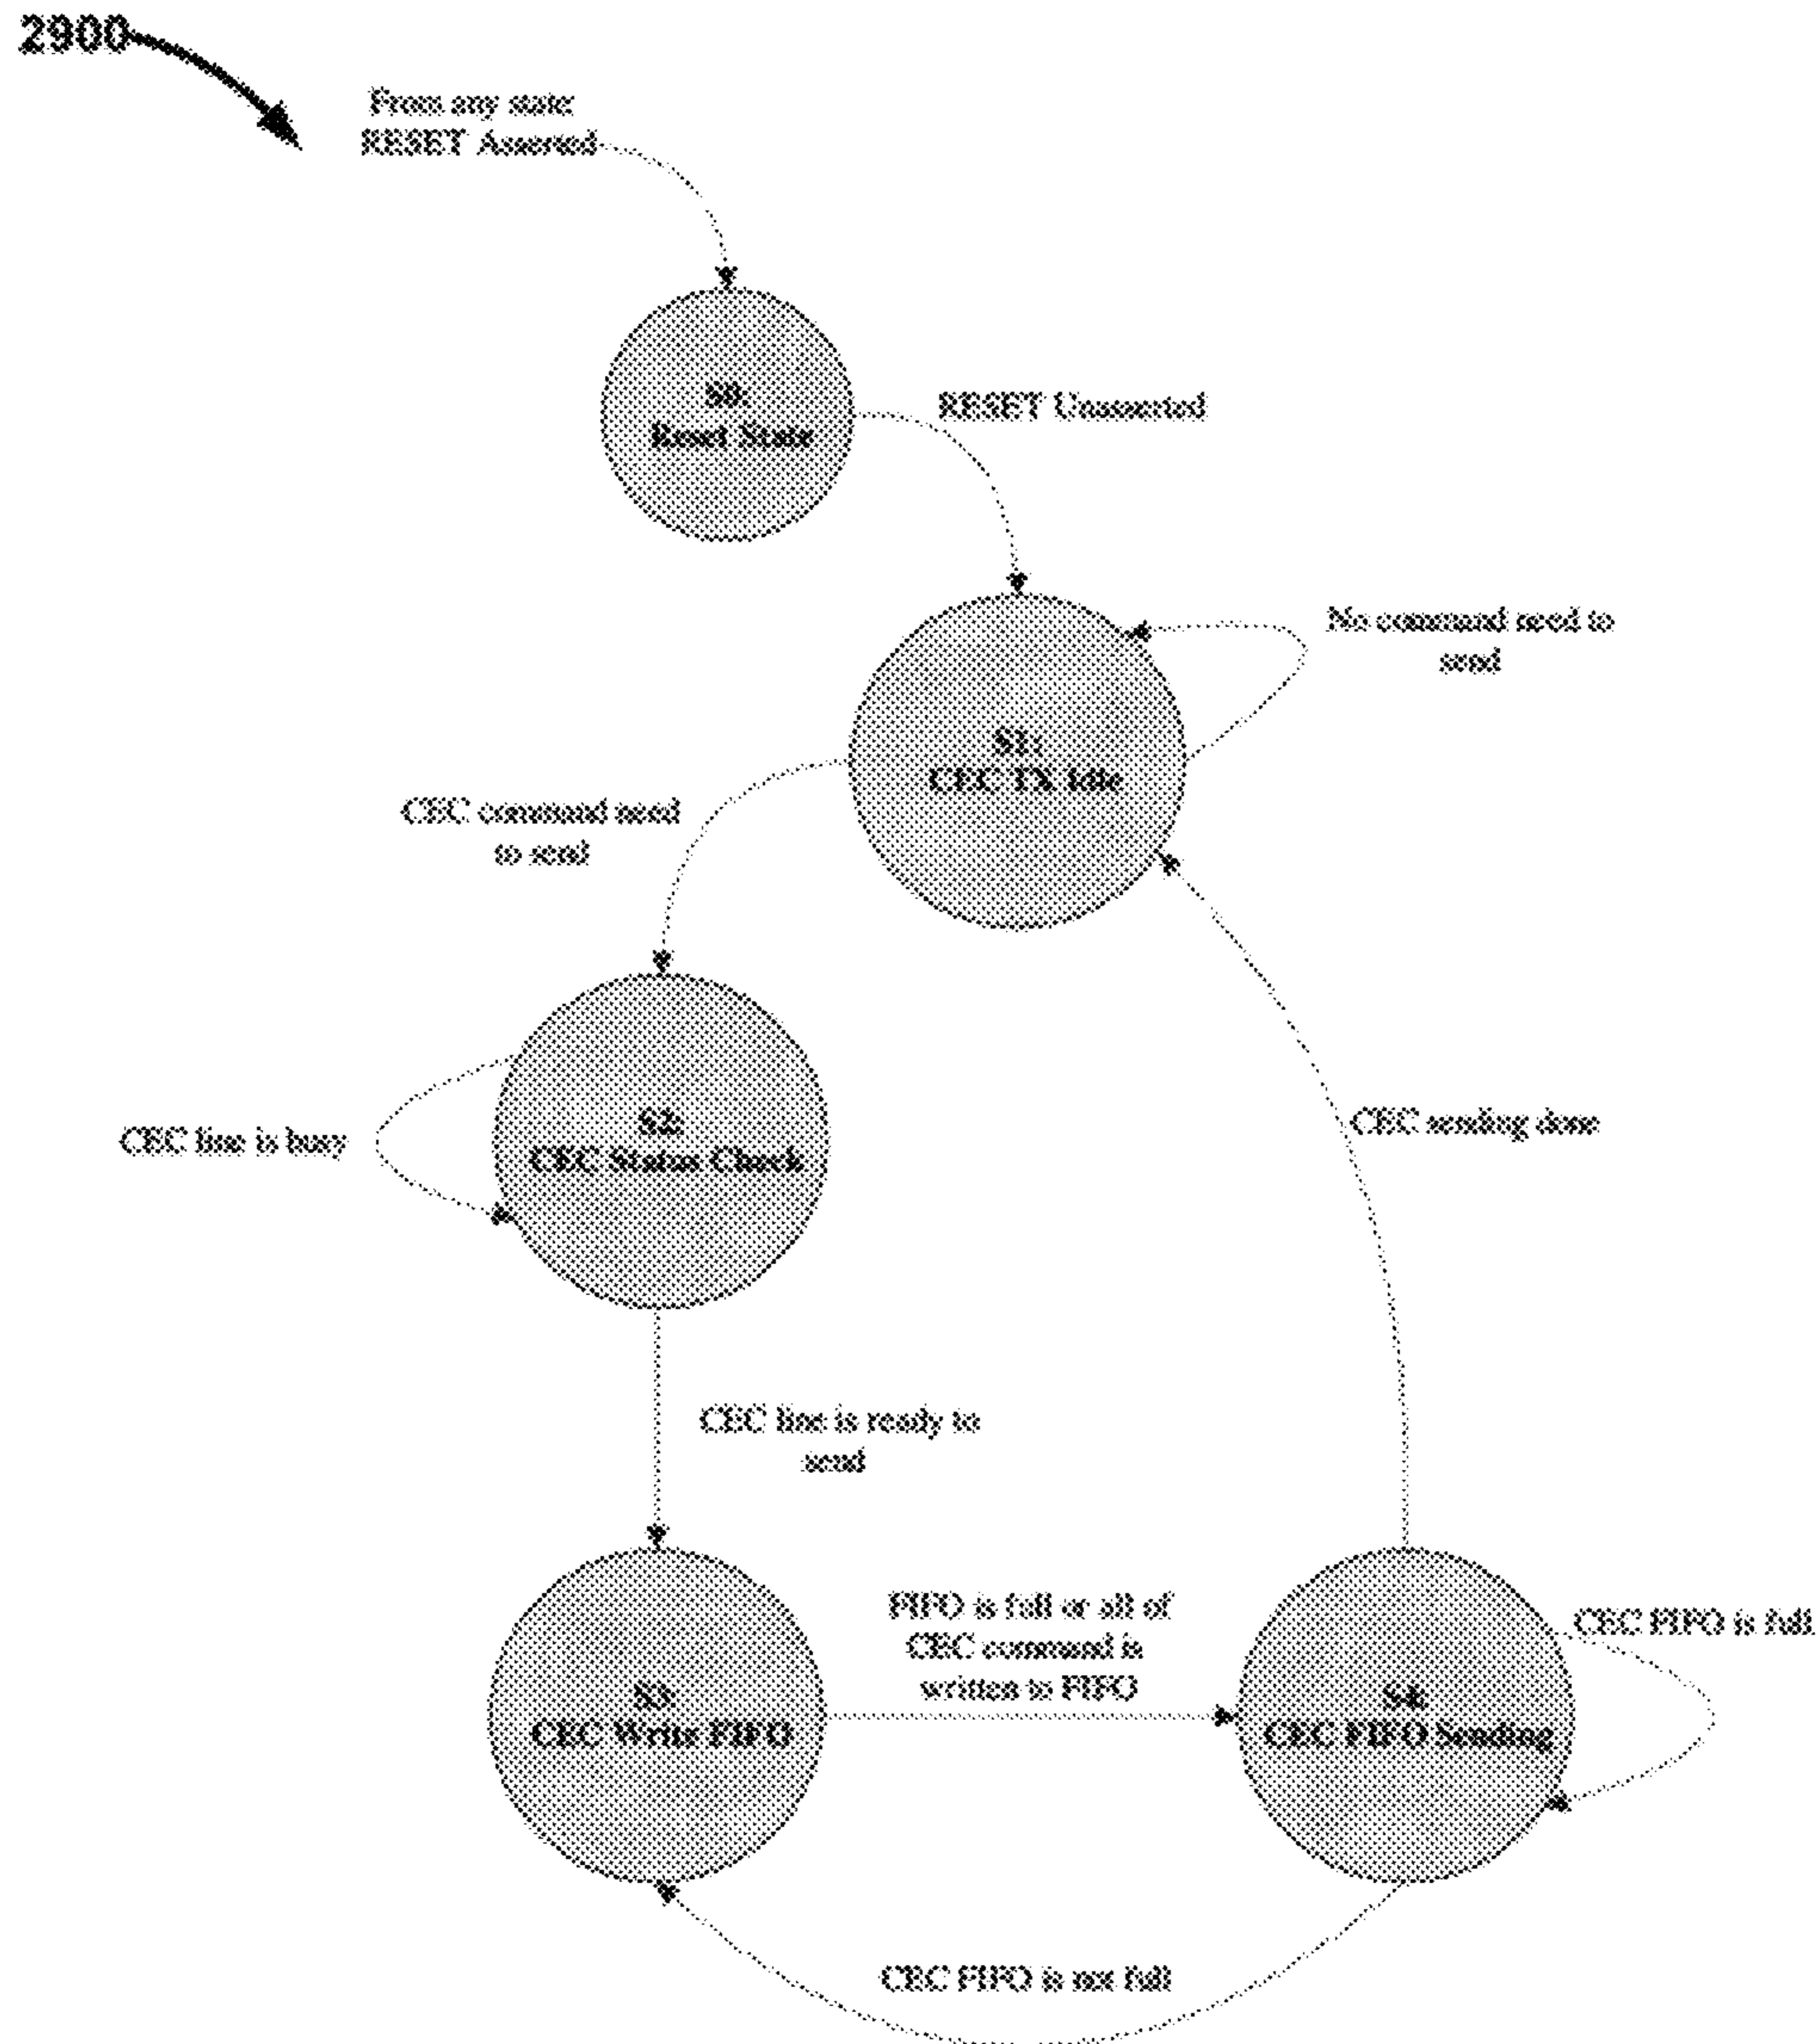 2900
From any state
RESET Asserted
S0:
Reset State
RESET Unasserted
No command need to
send
S1:
CEC TX Idle
CEC command need
to send
S2:
CEC Status Check
CEC line is busy
CEC sending done
CEC line is ready to
send
FIFO is full or all of
CEC command is
written to FIFO
CEC FIFO is full
S3:
CEC Write FIFO
S4:
CEC FIFO Sending
CEC FIFO is not full